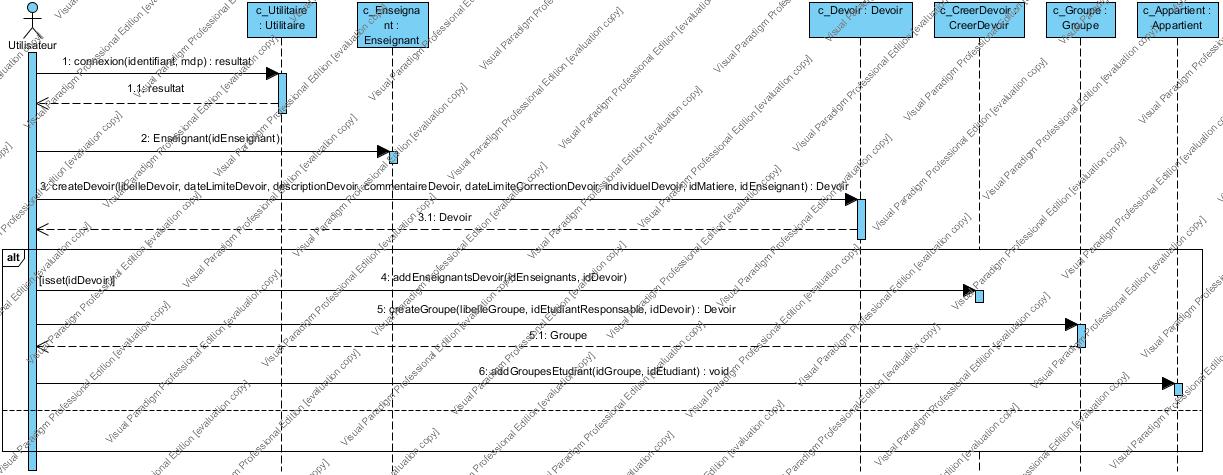 c_Utilitaire
: Utilitaire
c_Enseigna
nt :
Enseignant
c_Devoir : Devoir
c_CreerDevoir :
CreerDevoir
c_Groupe :
Groupe
c_Appartient :
Appartient
Utilisateur
1: connexion(identifiant, mdp) : resultat
1.1: resultat
2: Enseignant(idEnseignant)
3: createDevoir(libelleDevoir, dateLimiteDevoir, descriptionDevoir, commentaireDevoir, dateLimiteCorrectionDevoir, individuelDevoir, idMatiere, idEnseignant) : Devoir
3.1: Devoir
alt
[isset(idDevoir)]
4: addEnseignantsDevoir(idEnseignants, idDevoir)
5: createGroupe(libelleGroupe, idEtudiantResponsable, idDevoir) : Devoir
5.1: Groupe
6: addGroupesEtudiant(idGroupe, idEtudiant) : void
Visual Paradigm Professional Edition [evaluation copy]